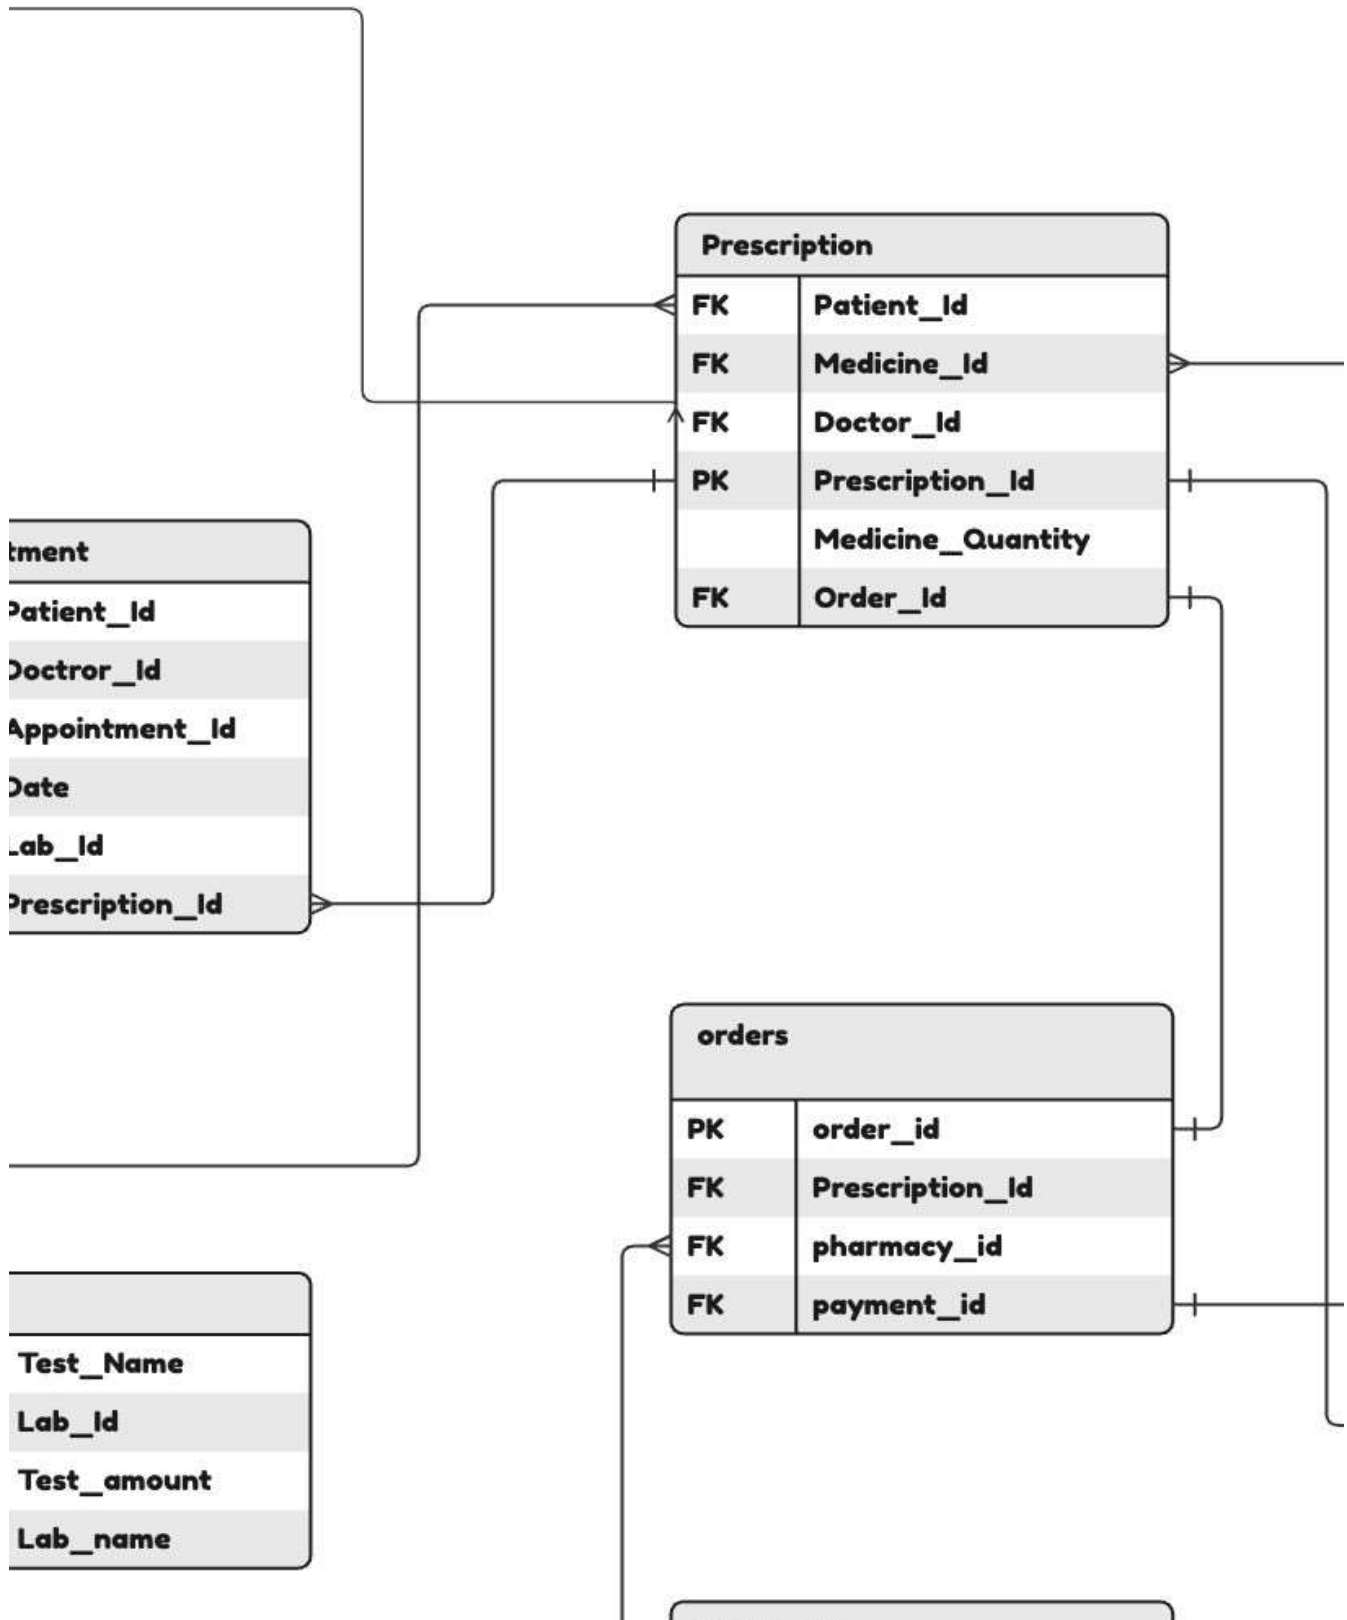 Prescription
FK Patient_Id
FK Medicine_Id
FK Doctor_Id
PK Prescription_Id
Medicine_Quantity
FK Order_Id
tment
Patient_Id
Doctror_Id
Appointment_Id
Date
Lab_Id
Prescription_Id
orders
PK order_id
FK Prescription_Id
FK pharmacy_id
FK payment_id
Test_Name
Lab_Id
Test_amount
Lab_name